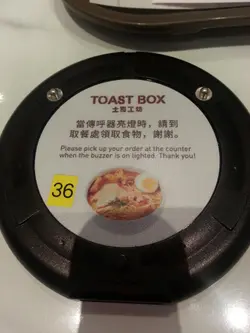 TOAST BOX
土司工坊
當傳呼器亮燈時，請到
取餐處領取食物，謝謝。
Please pick up your order at the counter
when the buzzer is on lighted. Thank you!
36